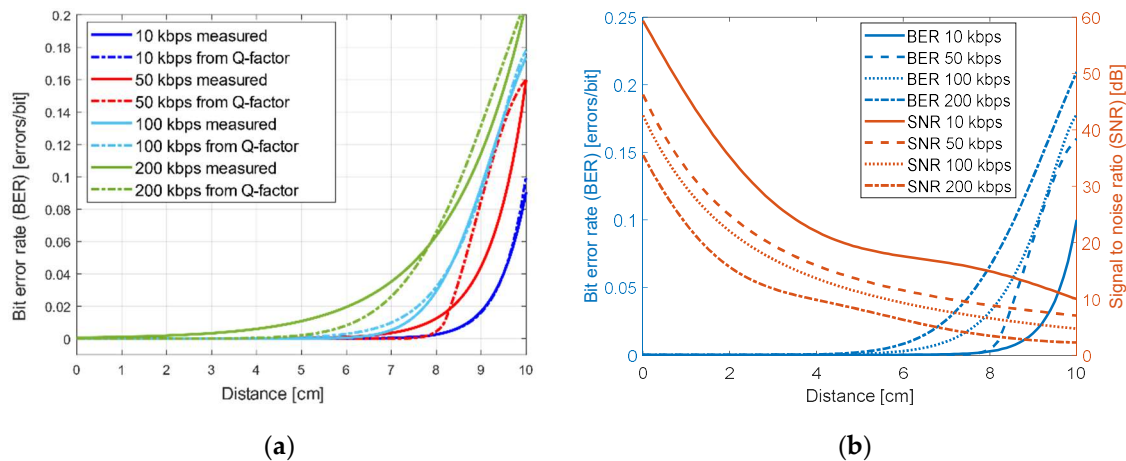 0.2
0.18
0.16
0.14
0.12
0.1
0.08
0.06
0.04
0.02
0
Bit error rate (BER) [errors/bit]
10 kbps measured
10 kbps from Q-factor
50 kbps measured
50 kbps from Q-factor
100 kbps measured
100 kbps from Q-factor
200 kbps measured
200 kbps from Q-factor
0 1 2 3 4 5 6 7 8 9 10
Distance [cm]
(a)
0.25
0.2
0.15
0.1
0.05
0
Bit error rate (BER) [errors/bit]
BER 10 kbps
BER 50 kbps
BER 100 kbps
BER 200 kbps
SNR 10 kbps
SNR 50 kbps
SNR 100 kbps
SNR 200 kbps
60
50
40
30
20
10
0
Signal to noise ratio (SNR) [dB]
0 2 4 6 8 10
Distance [cm]
(b)